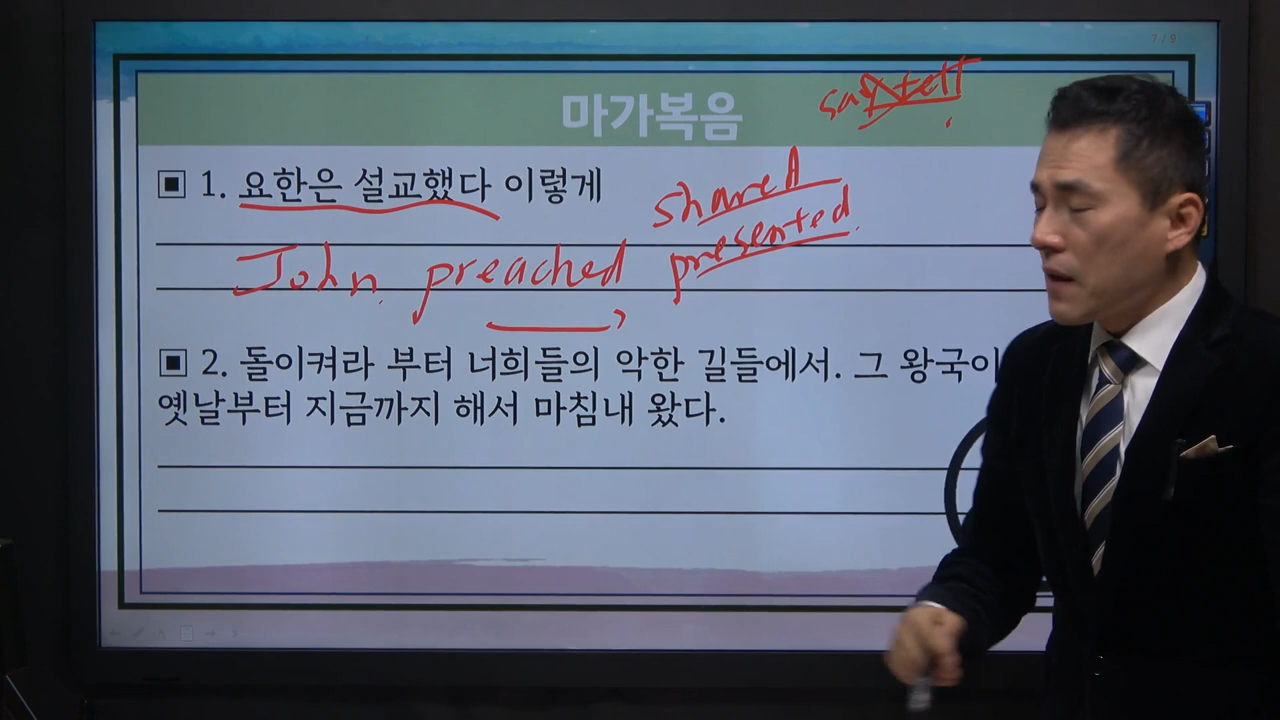 7 / 9
마가복음
▣ 1. 요한은 설교했다 이렇게
shared
presented
John preached
▣ 2. 돌이켜라 부터 너희들의 악한 길들에서. 그 왕국이
옛날부터 지금까지 해서 마침내 왔다.